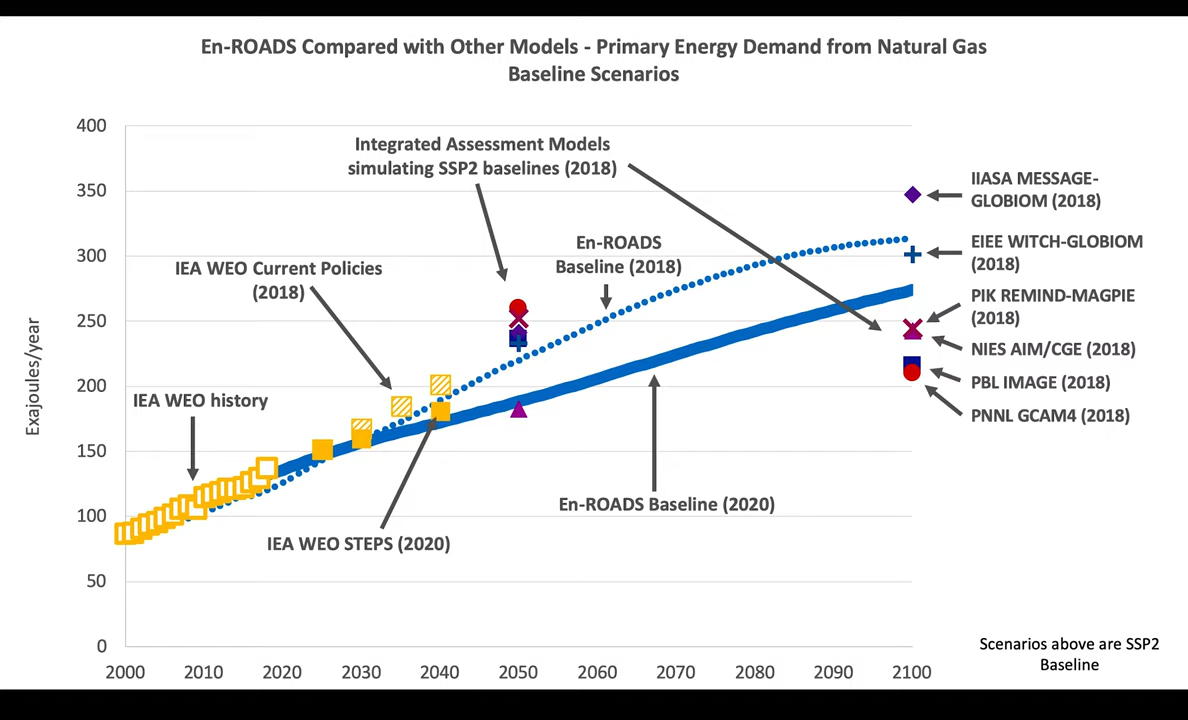 En-ROADS Compared with Other Models - Primary Energy Demand from Natural Gas
Baseline Scenarios
400
350
300
250
200
150
100
50
0
Exajoules/year
Integrated Assessment Models
simulating SSP2 baselines (2018)
En-ROADS
Baseline (2018)
IEA WEO Current Policies
(2018)
IEA WEO history
IEA WEO STEPS (2020)
En-ROADS Baseline (2020)
IIASA MESSAGE-
GLOBIOM (2018)
EIEE WITCH-GLOBIOM
(2018)
PIK REMIND-MAGPIE
(2018)
NIES AIM/CGE (2018)
PBL IMAGE (2018)
PNNL GCAM4 (2018)
2000
2010
2020
2030
2040
2050
2060
2070
2080
2090
2100
Scenarios above are SSP2
Baseline